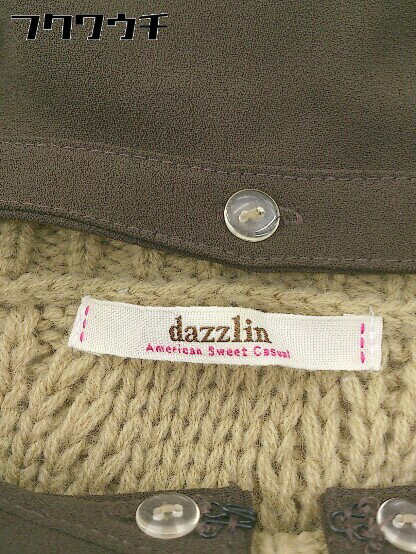 フクワウチ
dazzlin
American Sweet Casual